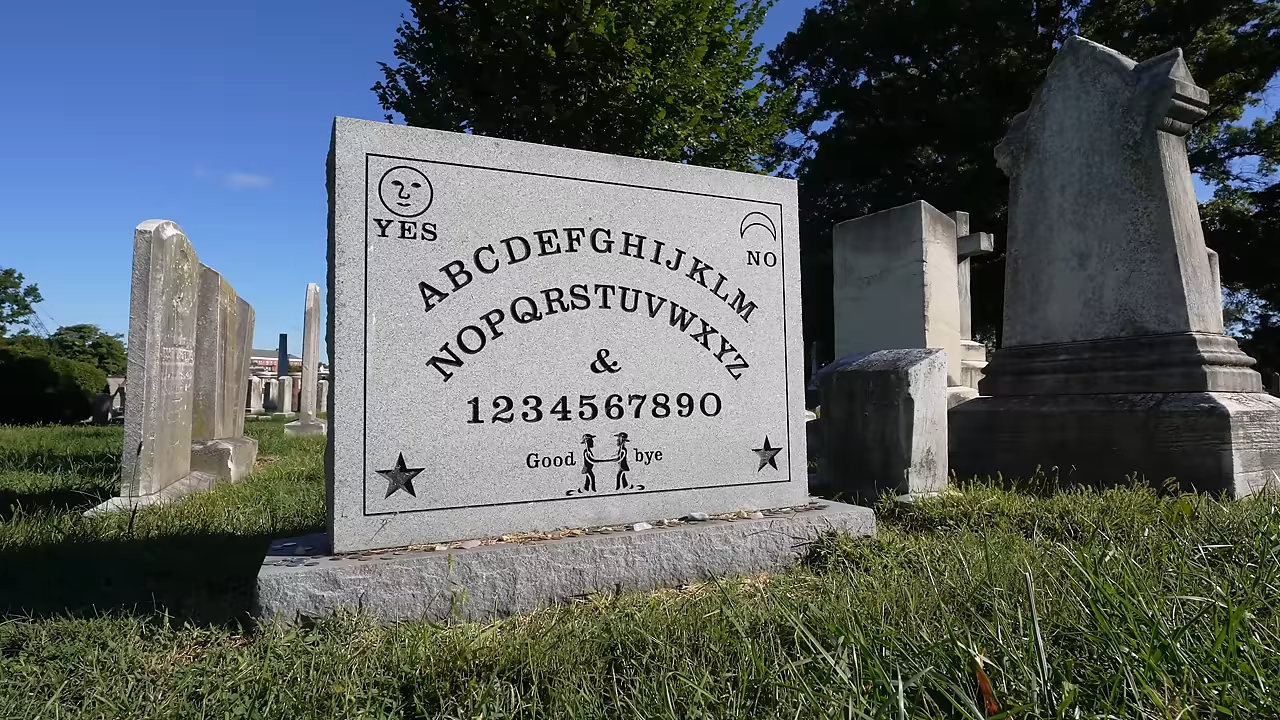 YES
NO
ABCDEFGHIJKLM
NOPQRSTUVWXYZ
&
1234567890
Good bye